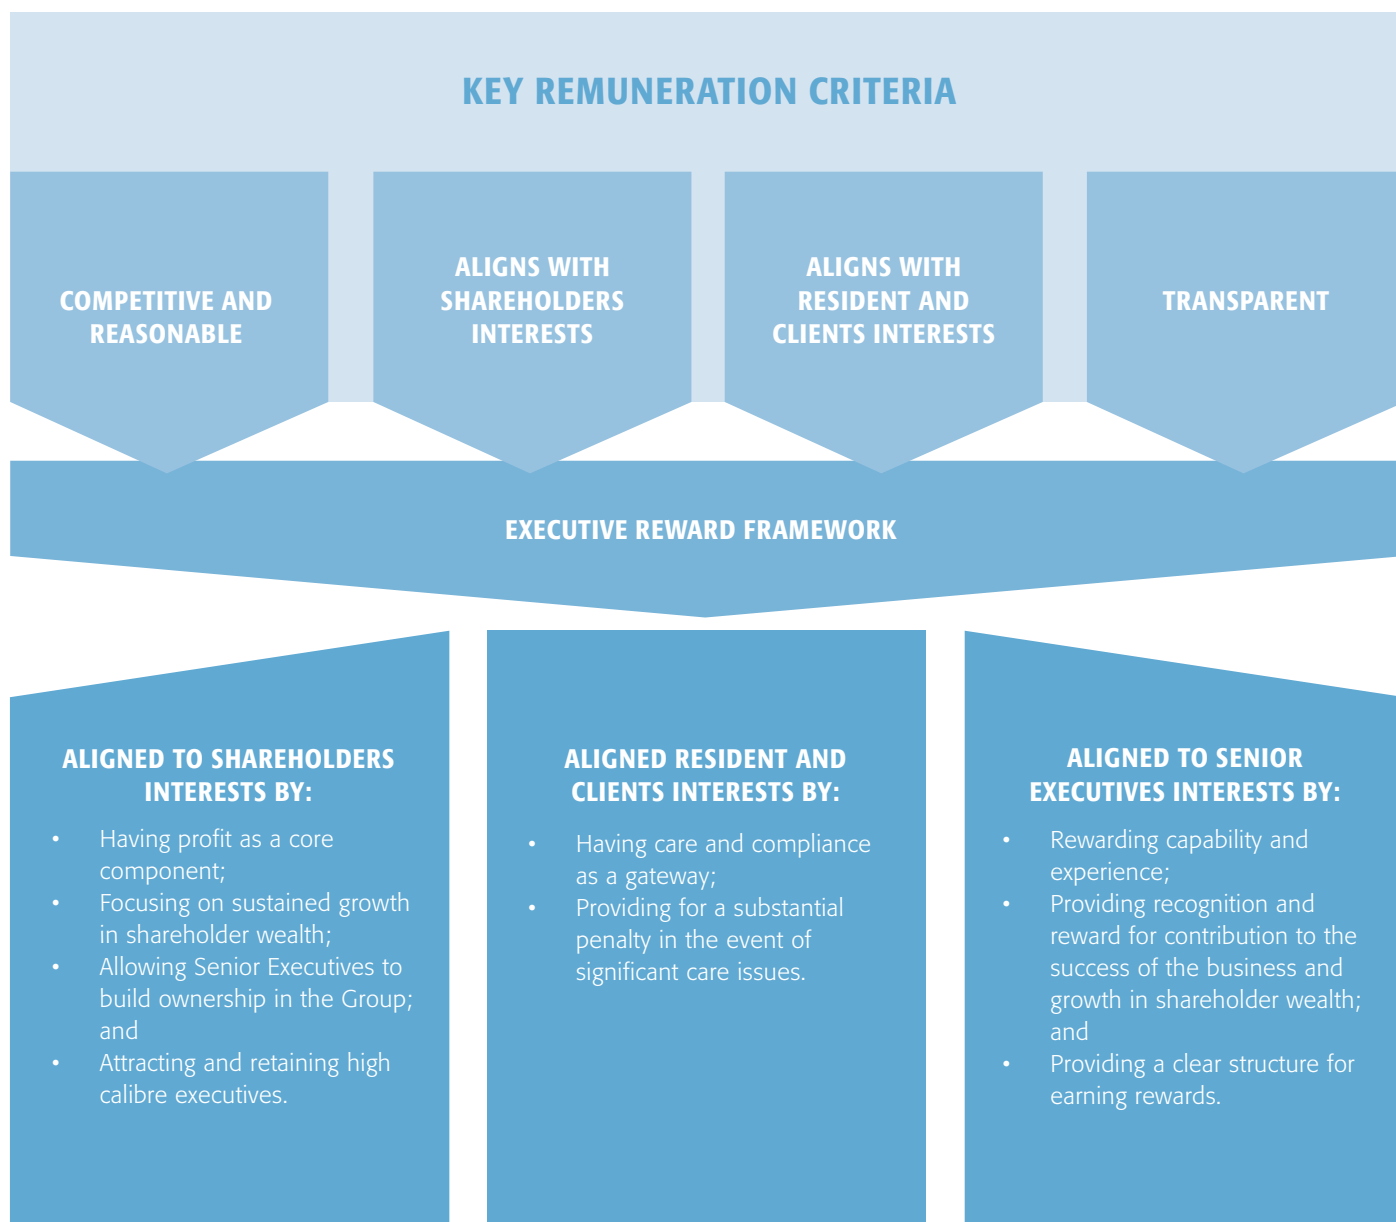 KEY REMUNERATION CRITERIA
COMPETITIVE AND
REASONABLE
ALIGNS WITH
SHAREHOLDERS
INTERESTS
ALIGNS WITH
RESIDENT AND
CLIENTS INTERESTS
TRANSPARENT
EXECUTIVE REWARD FRAMEWORK
ALIGNED TO SHAREHOLDERS
INTERESTS BY:
• Having profit as a core
component;
• Focusing on sustained growth
in shareholder wealth;
• Allowing Senior Executives to
build ownership in the Group;
and
• Attracting and retaining high
calibre executives.
ALIGNED RESIDENT AND
CLIENTS INTERESTS BY:
• Having care and compliance
as a gateway;
• Providing for a substantial
penalty in the event of
significant care issues.
ALIGNED TO SENIOR
EXECUTIVES INTERESTS BY:
• Rewarding capability and
experience;
• Providing recognition and
reward for contribution to the
success of the business and
growth in shareholder wealth;
and
• Providing a clear structure for
earning rewards.